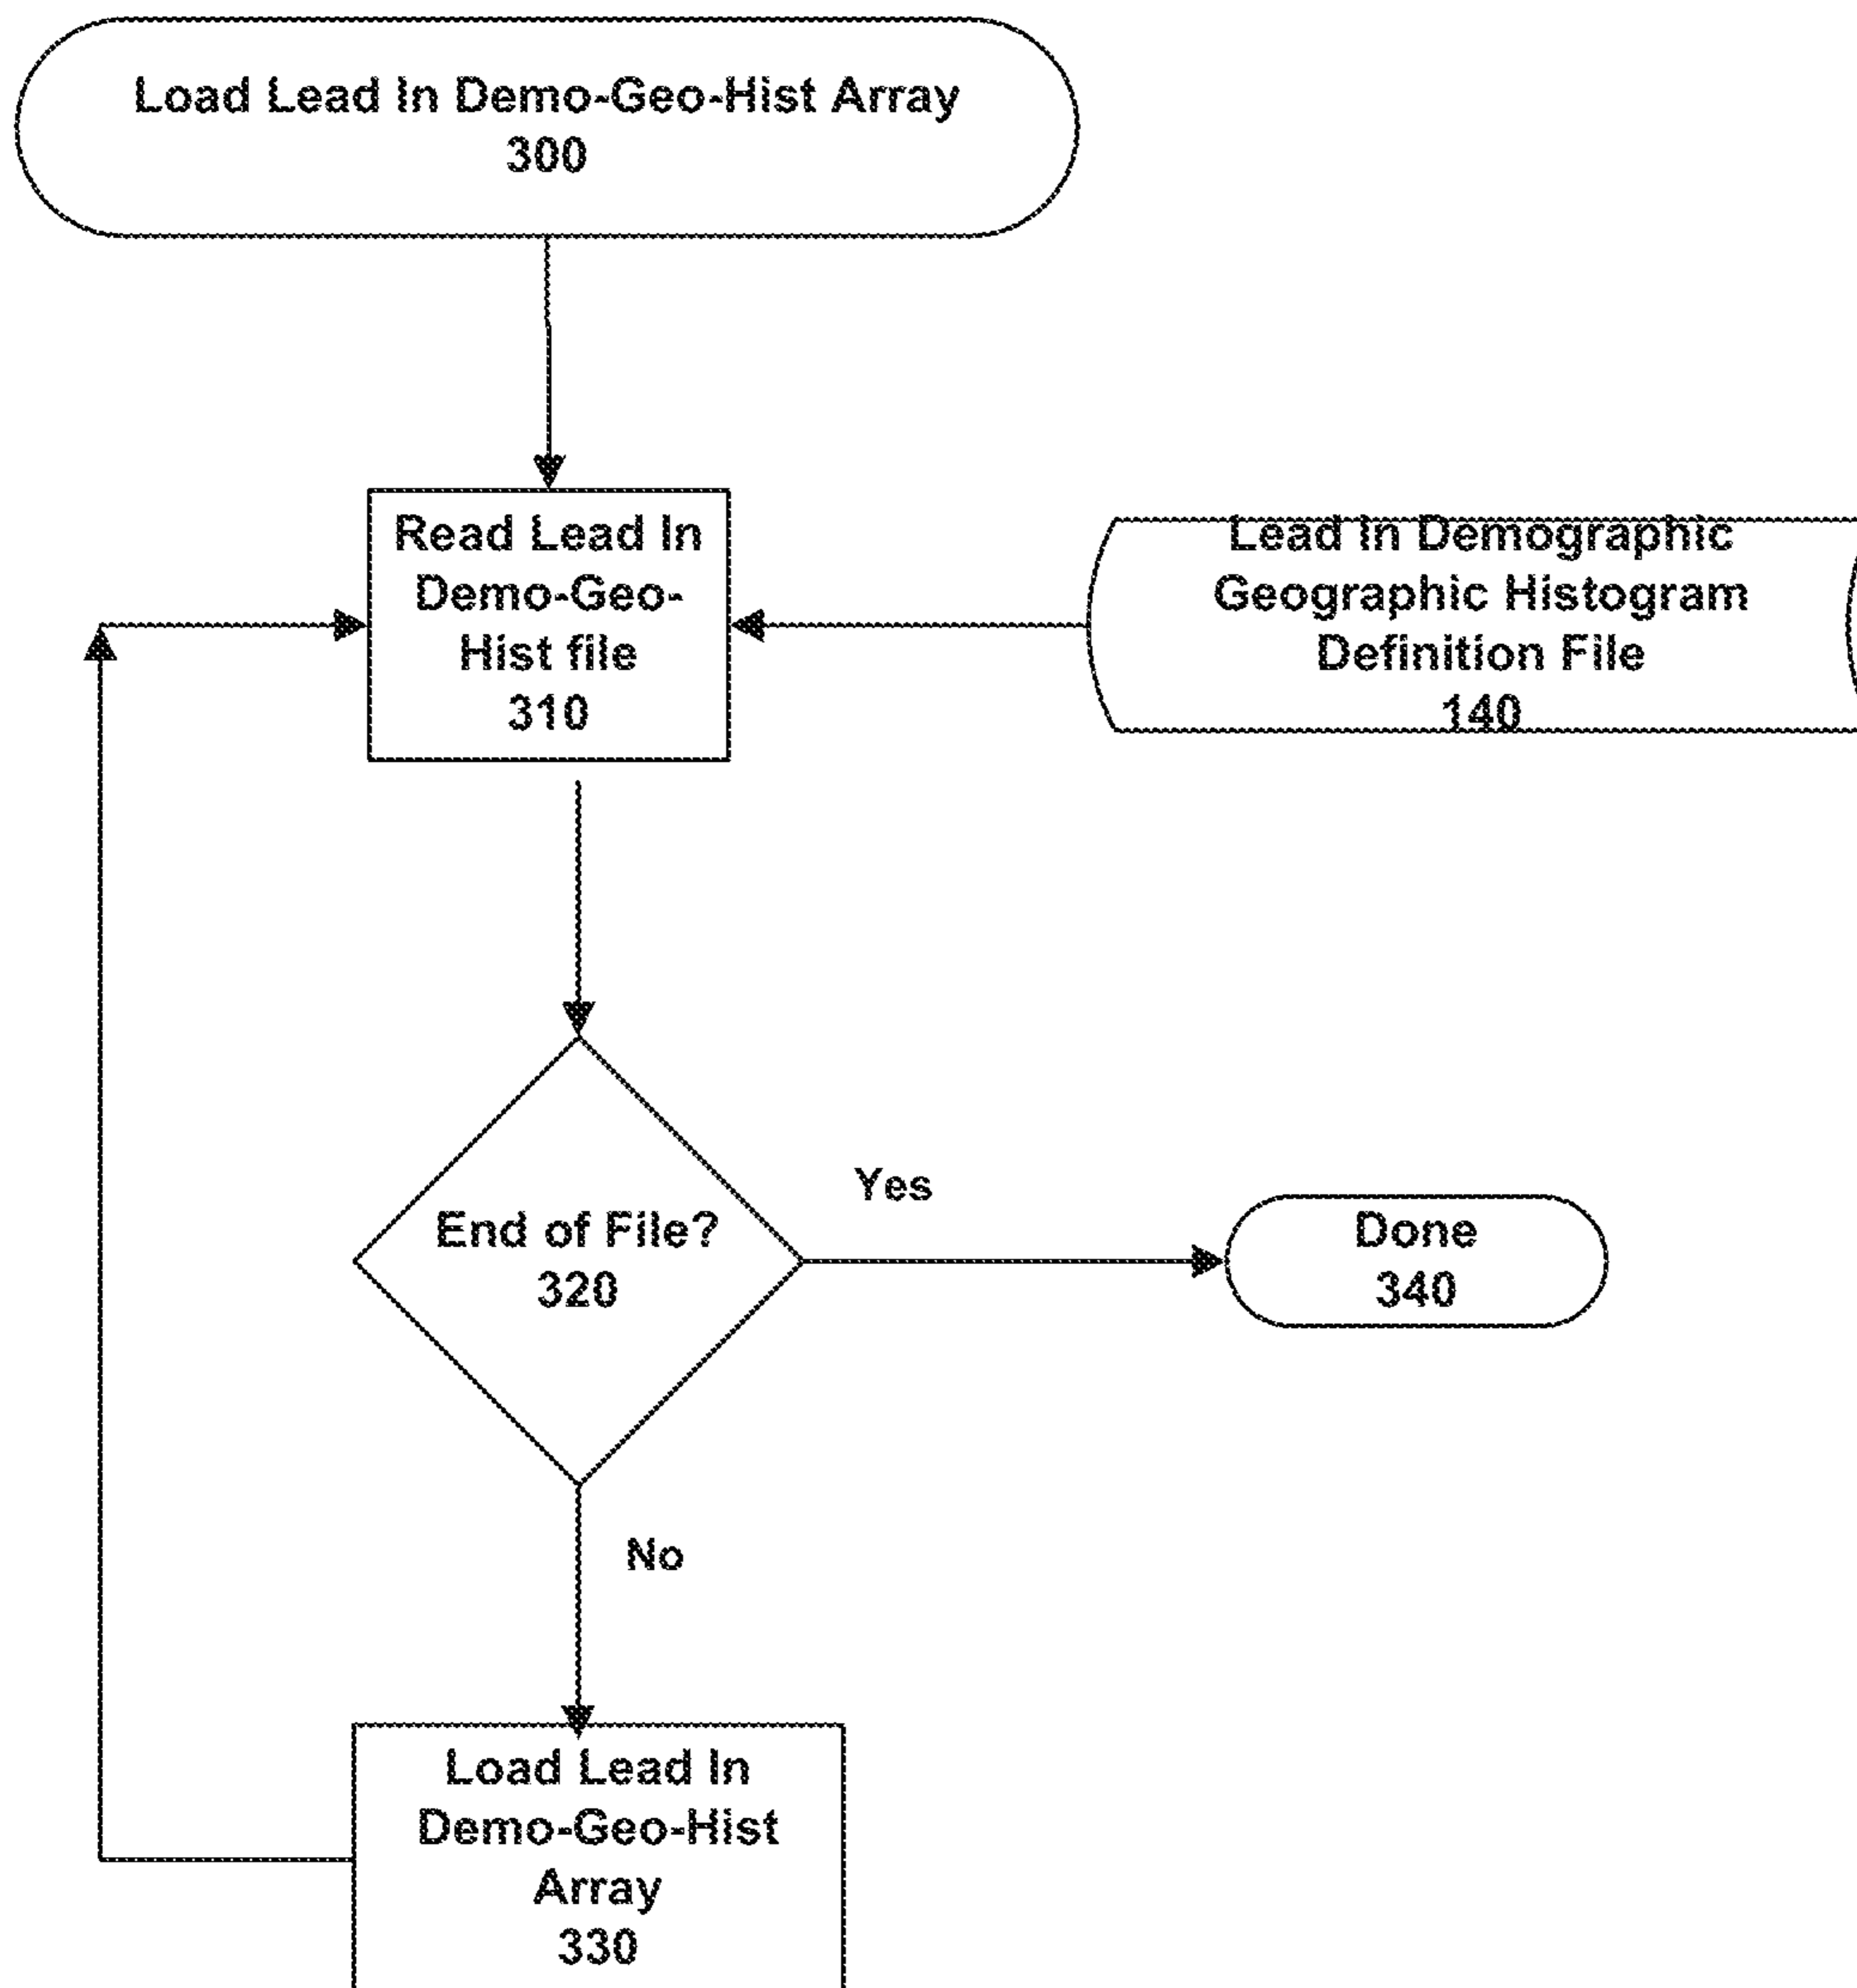 Load Lead In Demo-Geo-Hist Array
300
Read Lead In
Demo-Geo-
Hist file
310
Lead In Demographic
Geographic Histogram
Definition File
140
End of File?
320
Yes
Done
340
No
Load Lead In
Demo-Geo-Hist
Array
330